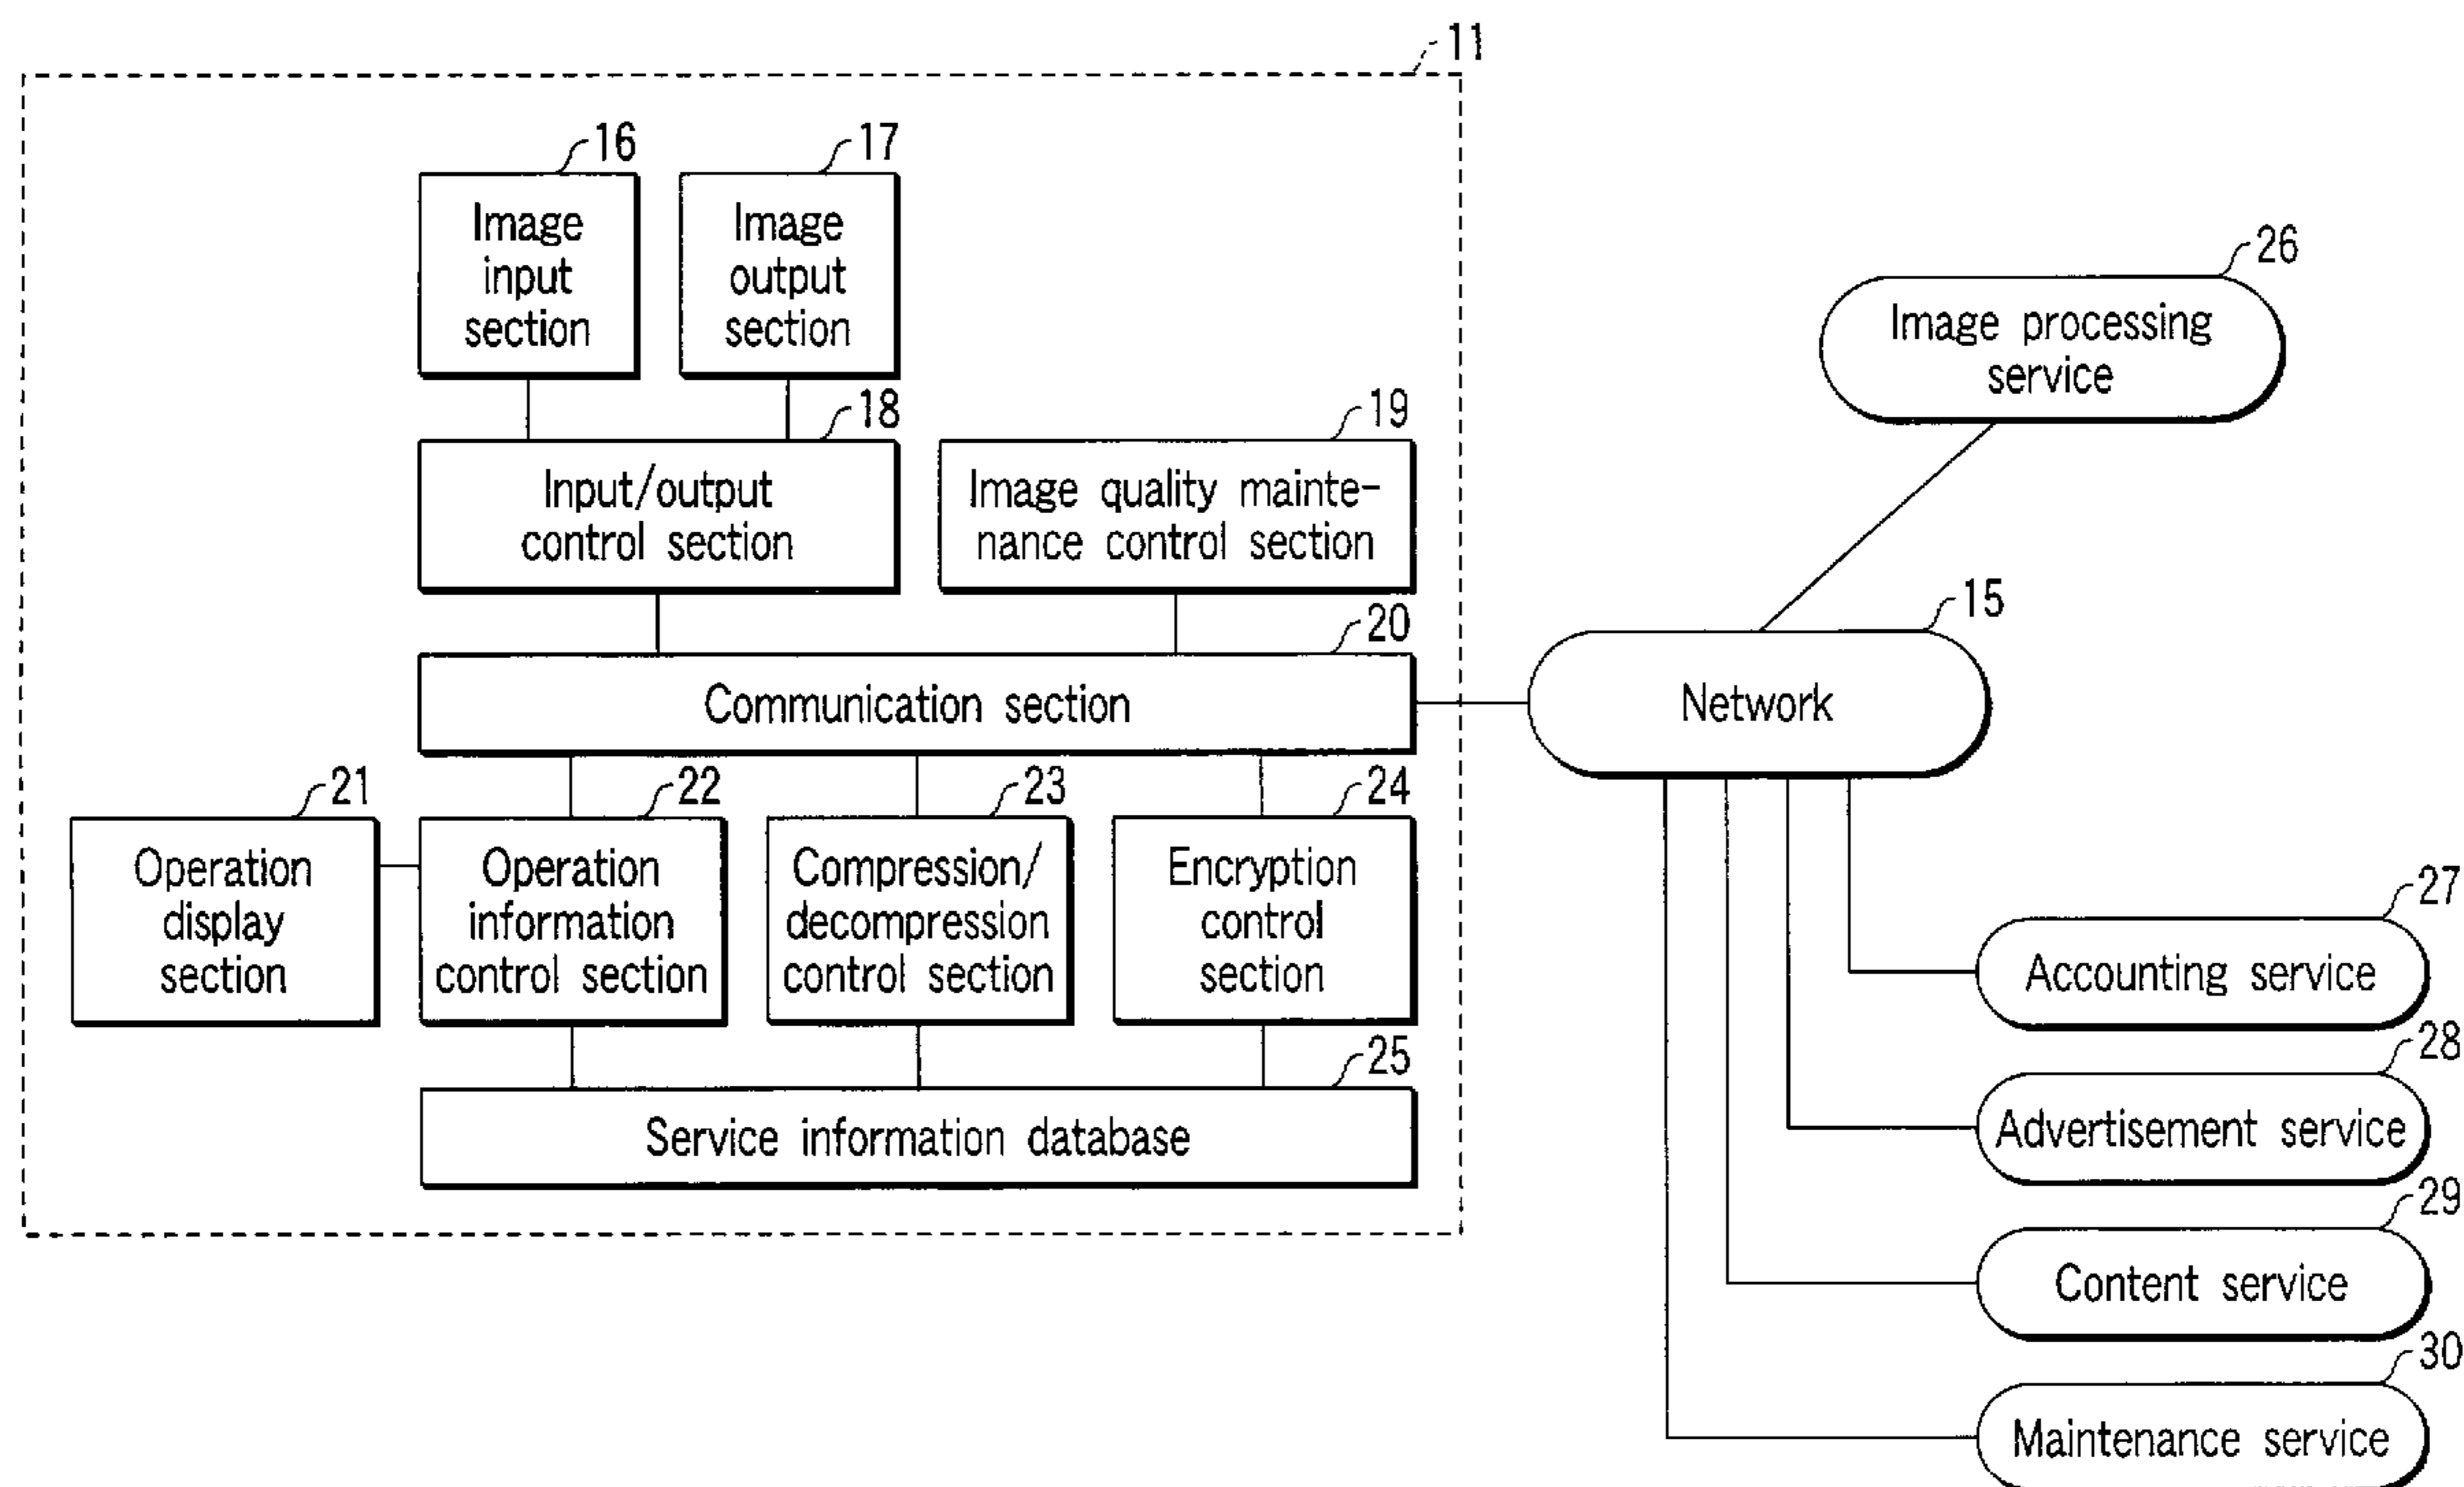 11
16
Image
input
section
17
Image
output
section
18
Input/output
control section
19
Image quality mainte-
nance control section
20
Communication section
21
Operation
display
section
22
Operation
information
control section
23
Compression/
decompression
control section
24
Encryption
control
section
25
Service information database
26
Image processing
service
15
Network
27
Accounting service
28
Advertisement service
29
Content service
30
Maintenance service